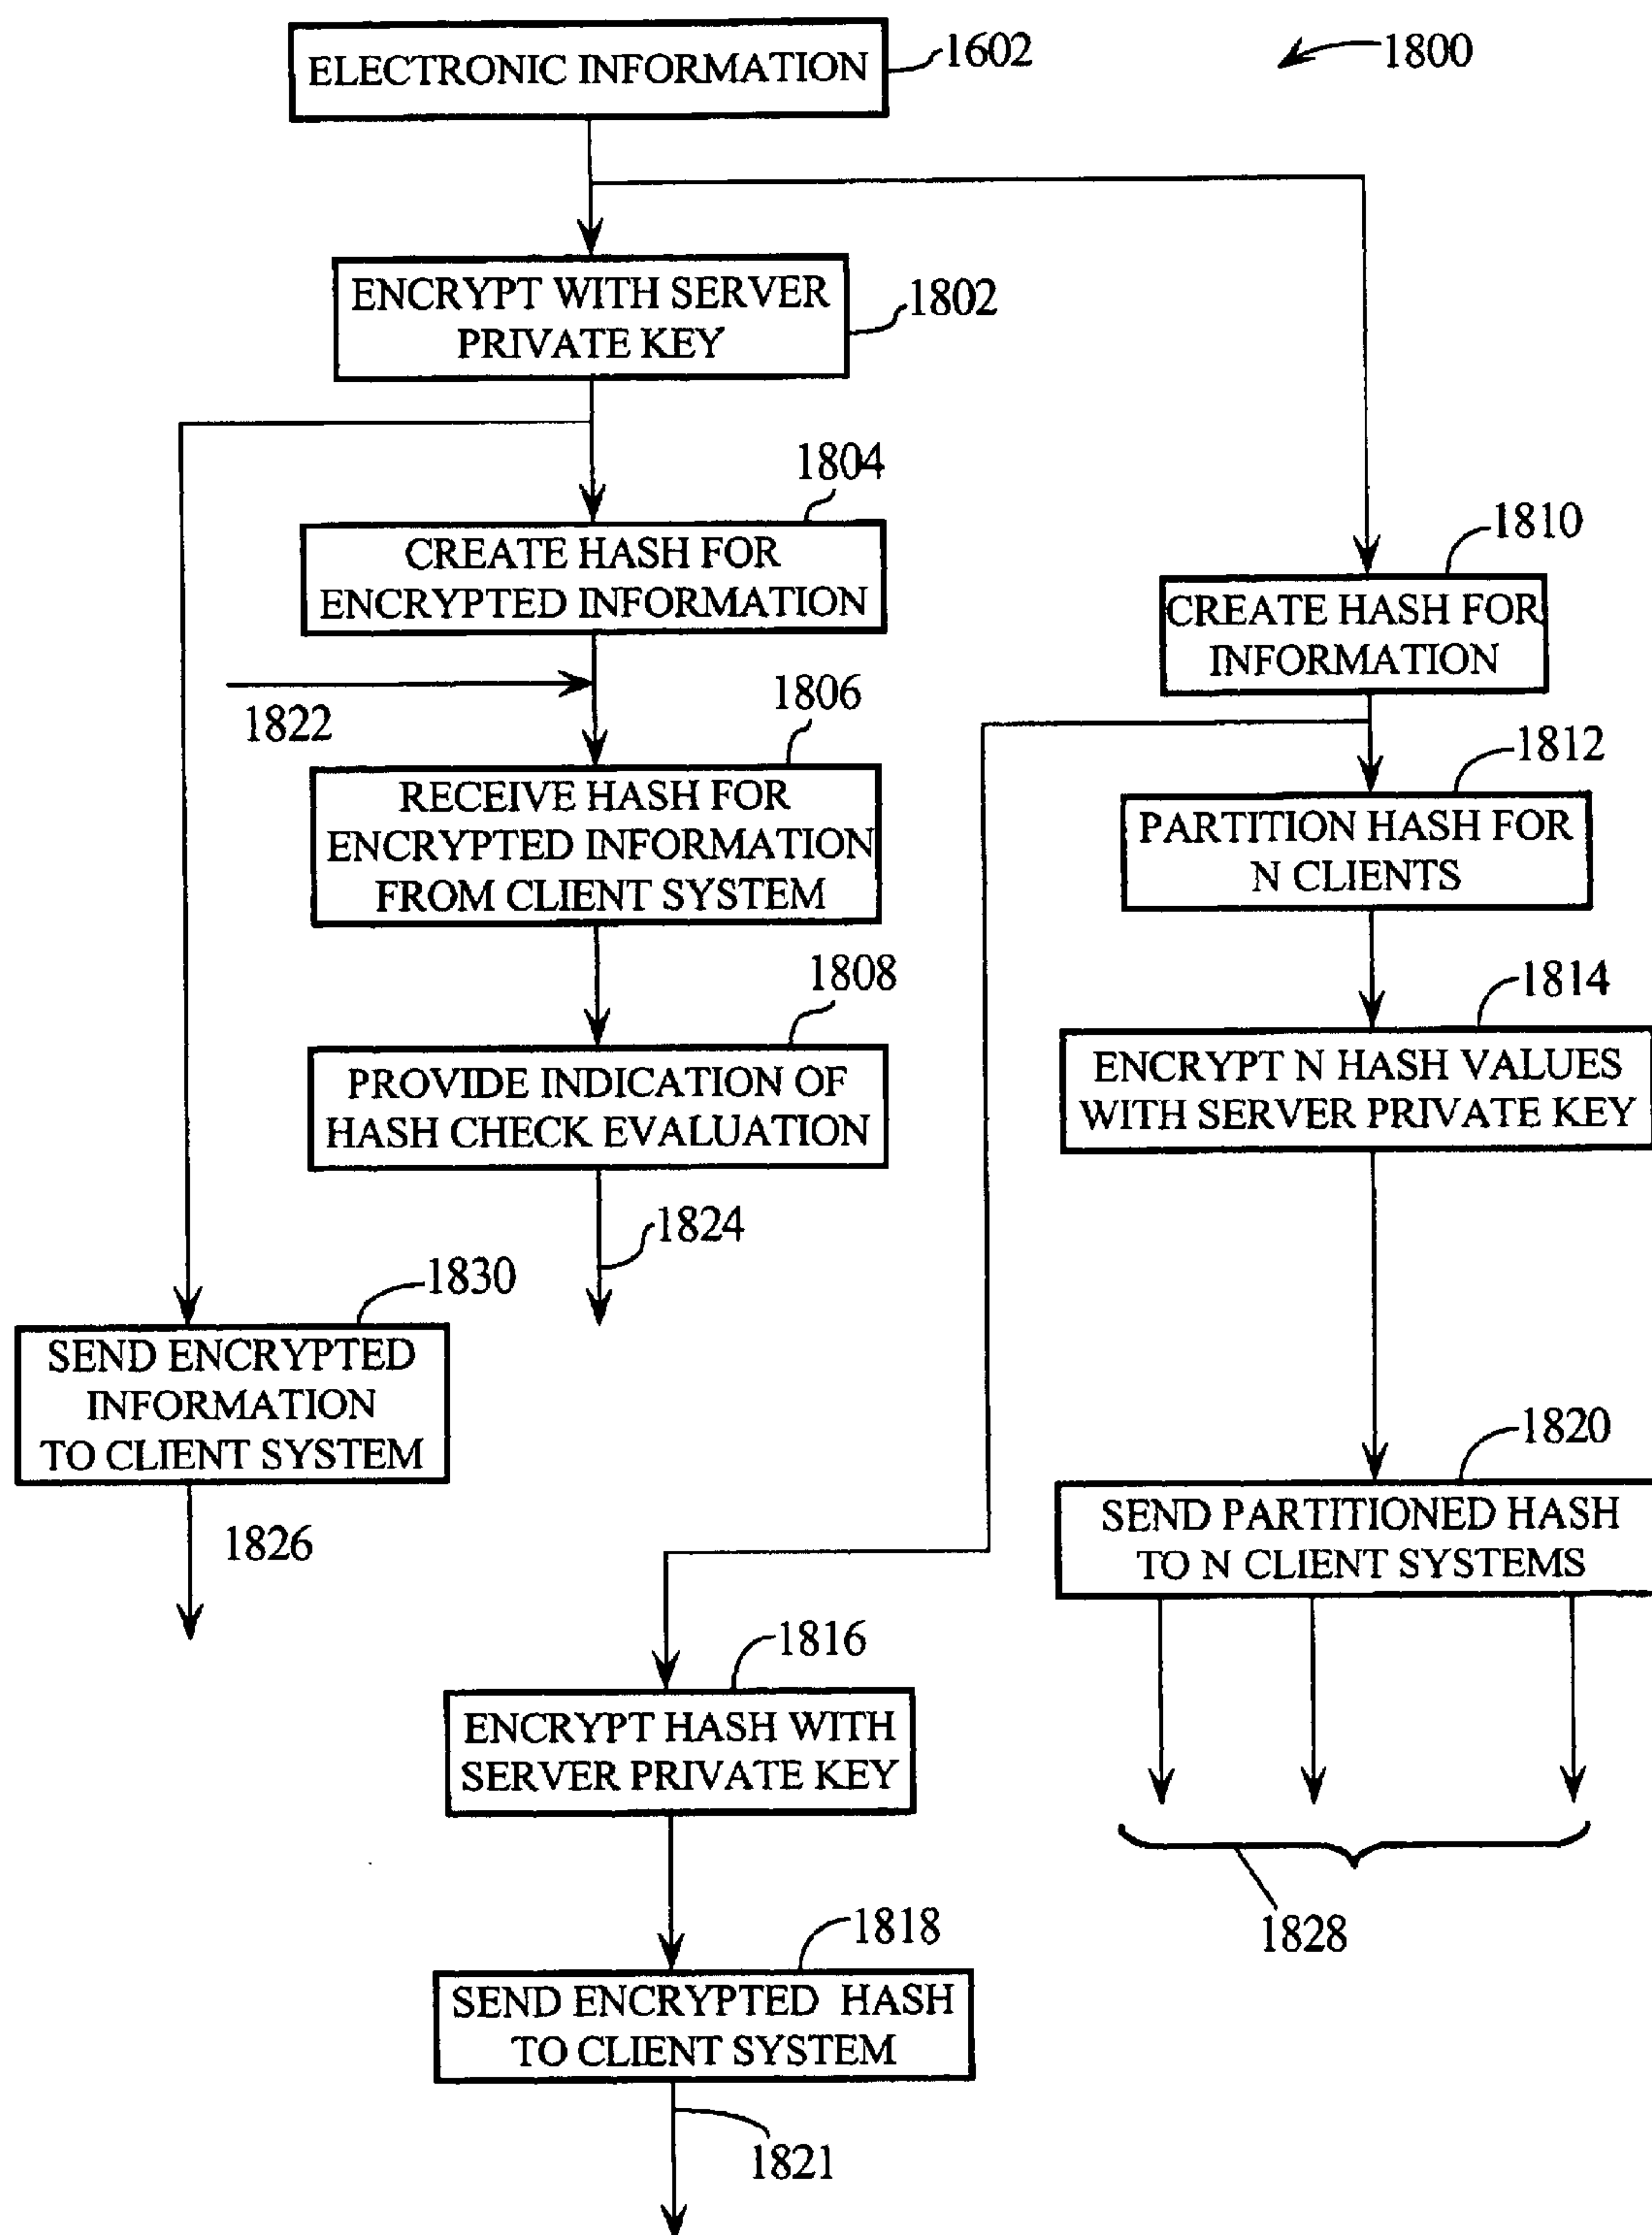 ELECTRONIC INFORMATION
1602
1800
ENCRYPT WITH SERVER
PRIVATE KEY
1802
1804
CREATE HASH FOR
ENCRYPTED INFORMATION
1810
CREATE HASH FOR
INFORMATION
1822
1806
RECEIVE HASH FOR
ENCRYPTED INFORMATION
FROM CLIENT SYSTEM
1812
PARTITION HASH FOR
N CLIENTS
1808
PROVIDE INDICATION OF
HASH CHECK EVALUATION
1814
ENCRYPT N HASH VALUES
WITH SERVER PRIVATE KEY
1824
1830
SEND ENCRYPTED
INFORMATION
TO CLIENT SYSTEM
1826
1820
SEND PARTITIONED HASH
TO N CLIENT SYSTEMS
1816
ENCRYPT HASH WITH
SERVER PRIVATE KEY
1828
1818
SEND ENCRYPTED HASH
TO CLIENT SYSTEM
1821